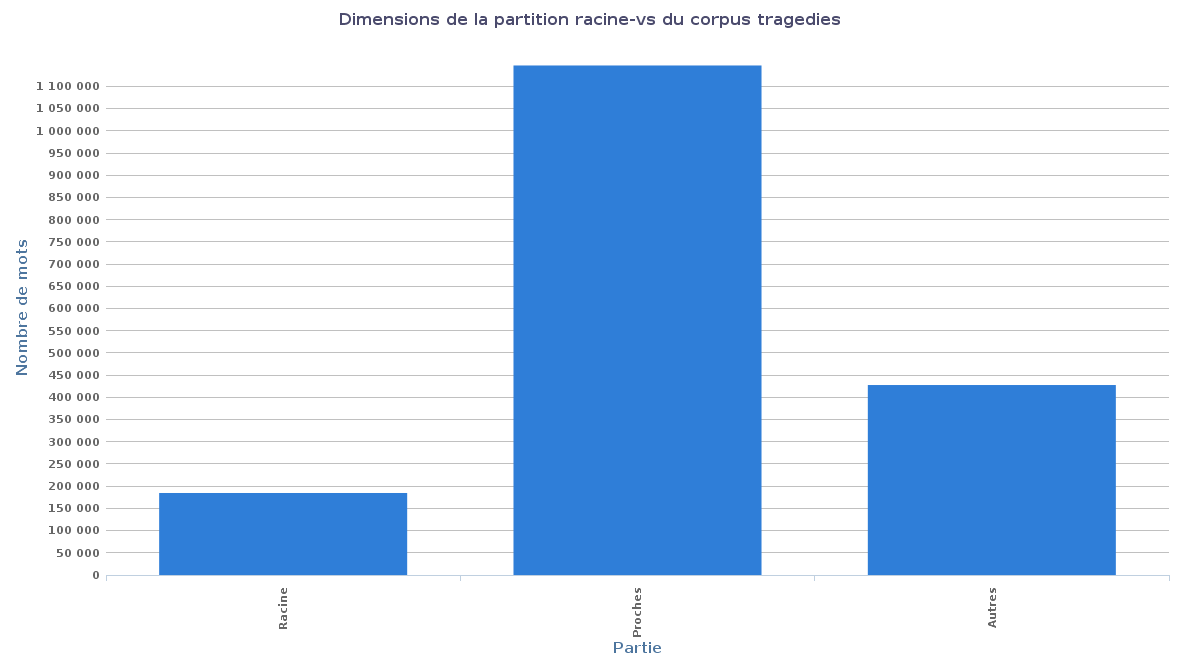 Dimensions de la partition racine-vs du corpus tragedies
Nombre de mots
1 100 000
1 050 000
1 000 000
950 000
900 000
850 000
800 000
750 000
700 000
650 000
600 000
550 000
500 000
450 000
400 000
350 000
300 000
250 000
200 000
150 000
100 000
50 000
0
Racine
Proches
Autres
Partie